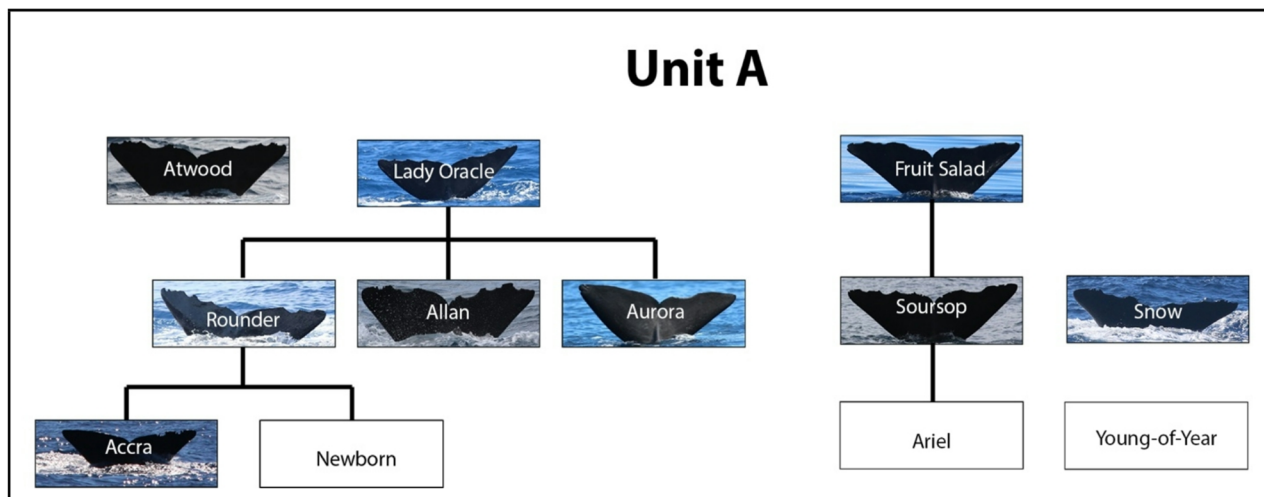 Unit A
Atwood
Lady Oracle
Fruit Salad
Rounder
Allan
Aurora
Soursop
Snow
Accra
Newborn
Ariel
Young-of-Year